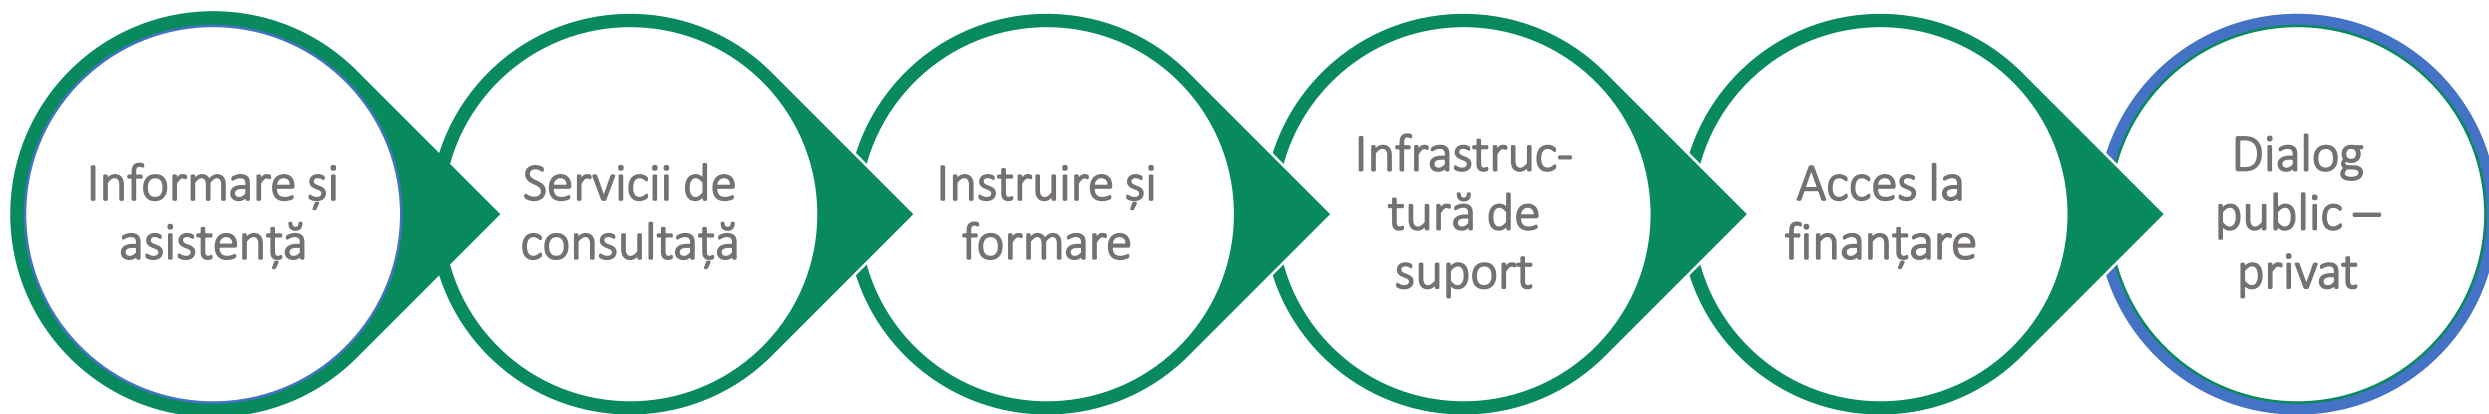 Informare și
asistență
Servicii de
consultață
Instruire și
formare
Infrastruc-
tură de
suport
Acces la
finanțare
Dialog
public –
privat